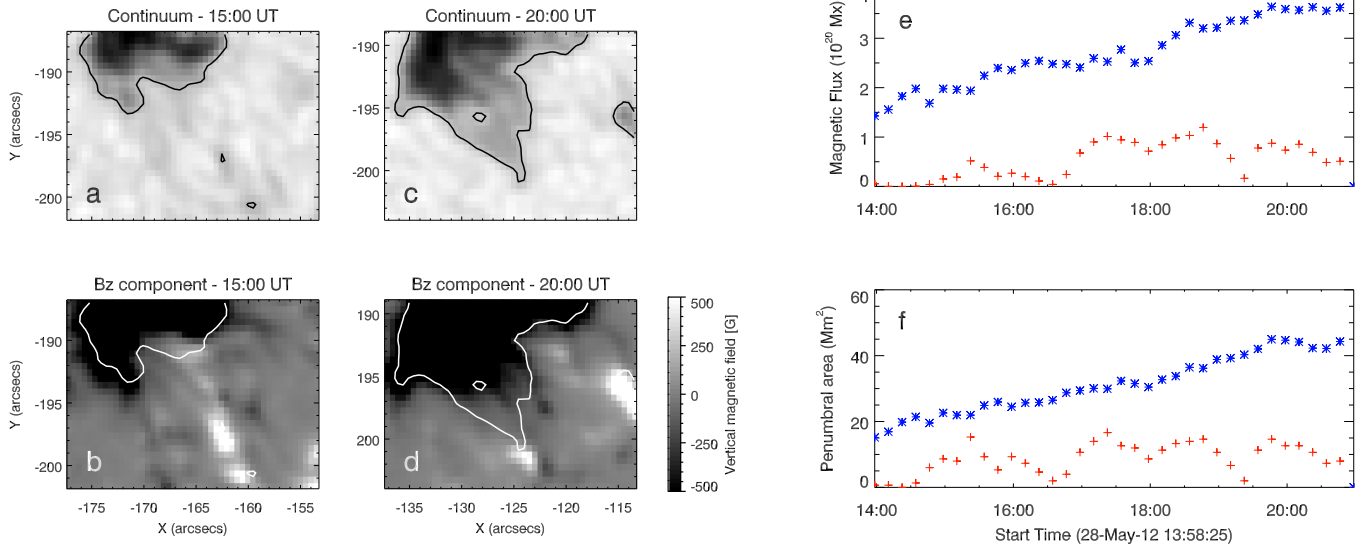 Continuum - 15:00 UT
Y (arcsecs)
-190
-195
-200
a
Continuum - 20:00 UT
-190
-195
-200
c
Bz component - 15:00 UT
Y (arcsecs)
-190
-195
-200
b
-175
-170
-165
-160
-155
X (arcsecs)
Bz component - 20:00 UT
190
195
200
d
-135
-130
-125
-120
-115
X (arcsecs)
500
250
0
-250
-500
Vertical magnetic field [G]
e
Magnetic Flux (10²⁰ Mx)
3
2
1
0
14:00
16:00
18:00
20:00
f
Penumbral area (Mm²)
60
40
20
0
14:00
16:00
18:00
20:00
Start Time (28-May-12 13:58:25)